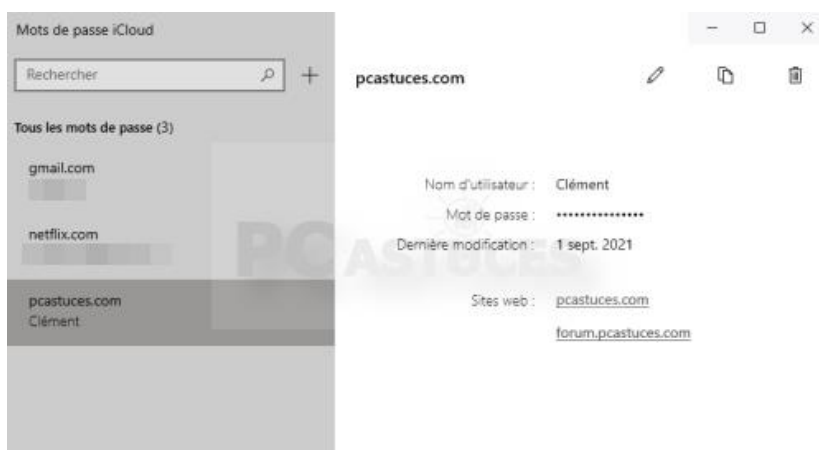 Mots de passe iCloud
Rechercher
Tous les mots de passe (3)
gmail.com
netflix.com
pcastuces.com
Clément
pcastuces.com
Nom d'utilisateur : Clément
Mot de passe : •••••••••••••••
Dernière modification : 1 sept. 2021
Sites web : pcastuces.com
forum.pcastuces.com
PCASTUCES